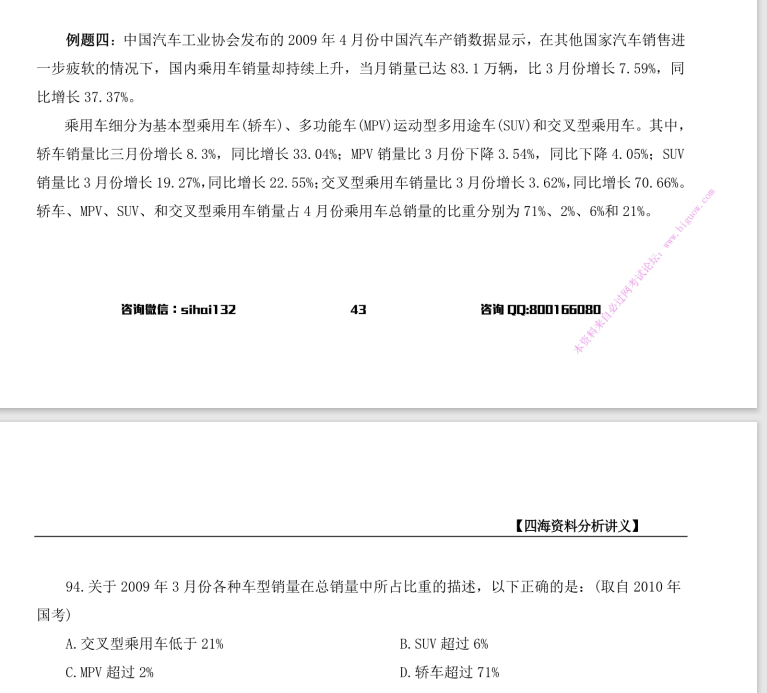 例题四：中国汽车工业协会发布的 2009 年 4 月份中国汽车产销数据显示，在其他国家汽车销售进
一步疲软的情况下，国内乘用车销量却持续上升，当月销量已达 83.1 万辆，比 3 月份增长 7.59%，同
比增长 37.37%。
乘用车细分为基本型乘用车(轿车)、多功能车(MPV)运动型多用途车(SUV)和交叉型乘用车。其中，
轿车销量比三月份增长 8.3%，同比增长 33.04%；MPV 销量比 3 月份下降 3.54%，同比下降 4.05%；SUV
销量比 3 月份增长 19.27%,同比增长 22.55%;交叉型乘用车销量比 3 月份增长 3.62%,同比增长 70.66%。
轿车、MPV、SUV、和交叉型乘用车销量占 4 月份乘用车总销量的比重分别为 71%、2%、6%和 21%。
本资料来自必过网考试论坛：www.biguow.com
咨询微信：sihai132 43 咨询 QQ:800166080
【四海资料分析讲义】
94.关于 2009 年 3 月份各种车型销量在总销量中所占比重的描述，以下正确的是：(取自 2010 年
国考)
A.交叉型乘用车低于 21% B.SUV 超过 6%
C.MPV 超过 2% D.轿车超过 71%